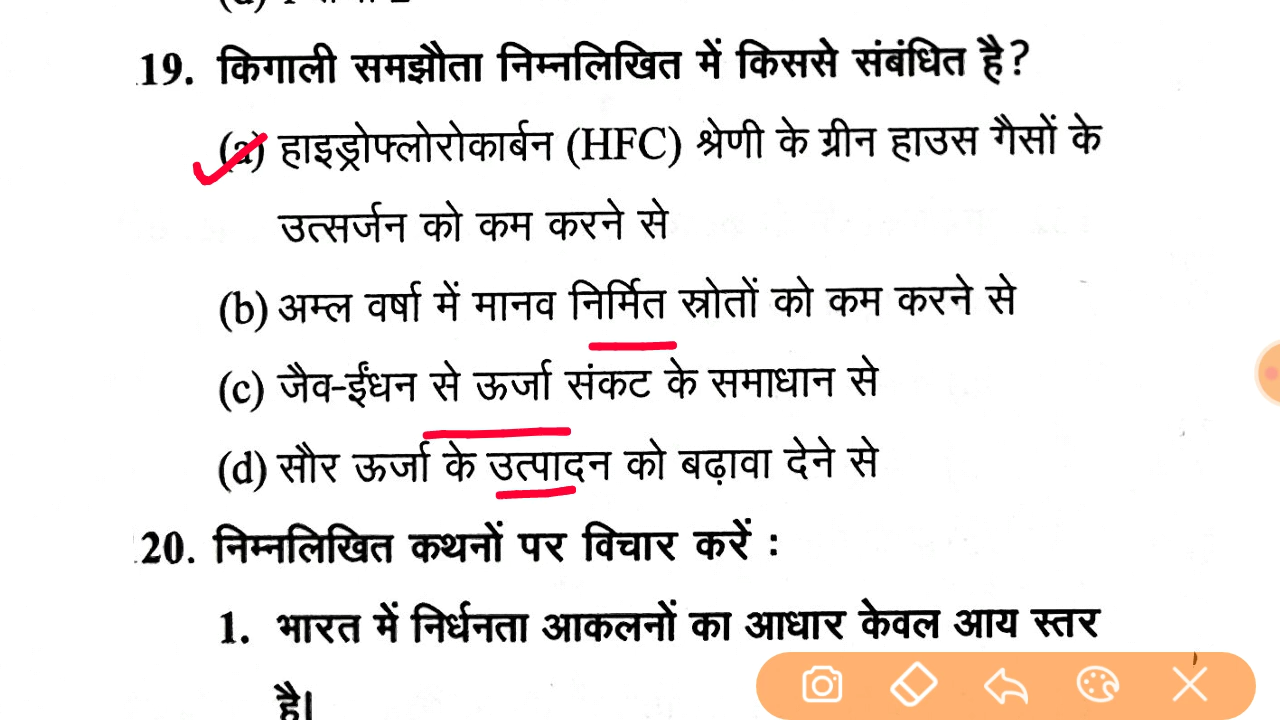 19. किगाली समझौता निम्नलिखित में किससे संबंधित है?
(a) हाइड्रोफ्लोरोकार्बन (HFC) श्रेणी के ग्रीन हाउस गैसों के
उत्सर्जन को कम करने से
(b) अम्ल वर्षा में मानव निर्मित स्रोतों को कम करने से
(c) जैव-ईंधन से ऊर्जा संकट के समाधान से
(d) सौर ऊर्जा के उत्पादन को बढ़ावा देने से
20. निम्नलिखित कथनों पर विचार करें :
1. भारत में निर्धनता आकलनों का आधार केवल आय स्तर
है।